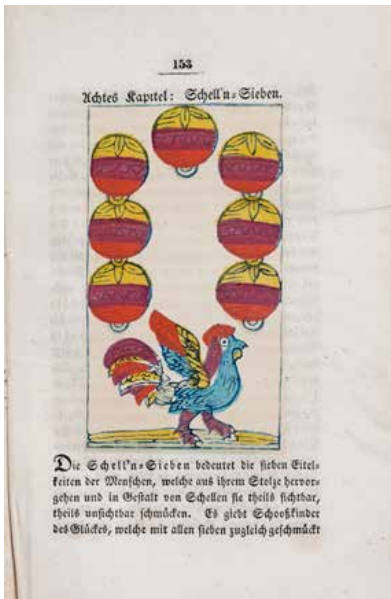 153
Achtes Kapitel: Schell'n-Sieben.
Die Schell'n-Sieben bedeutet die sieben Eitel-
keiten der Menschen, welche aus ihrem Stolze hervor-
gehen und in Gestalt von Schellen sie theils sichtbar,
theils unsichtbar schmücken. Es giebt Schooßkinder
des Glückes, welche mit allen sieben zugleich geschmückt